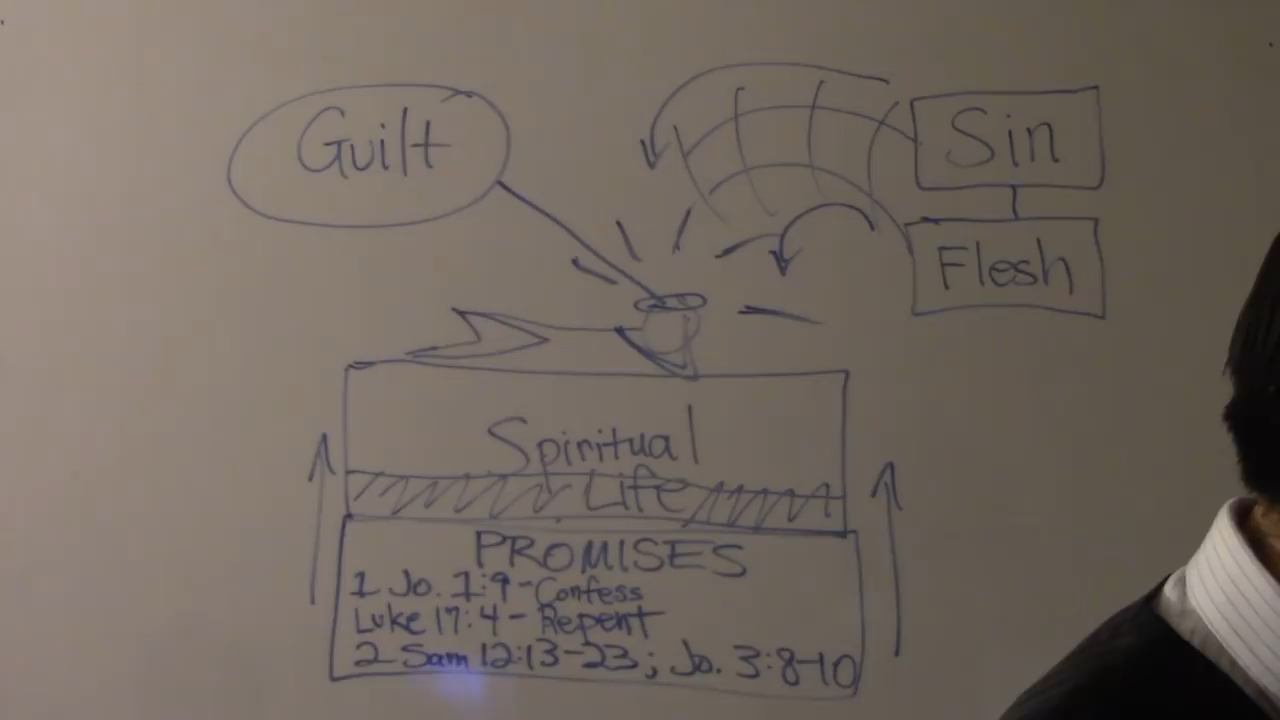 Guilt
Sin
Flesh
Spiritual
Life
PROMISES
1 Jo. 1:9 - Confess
Luke 17:4 - Repent
2 Sam 12:13-23; Jo. 3:8-10